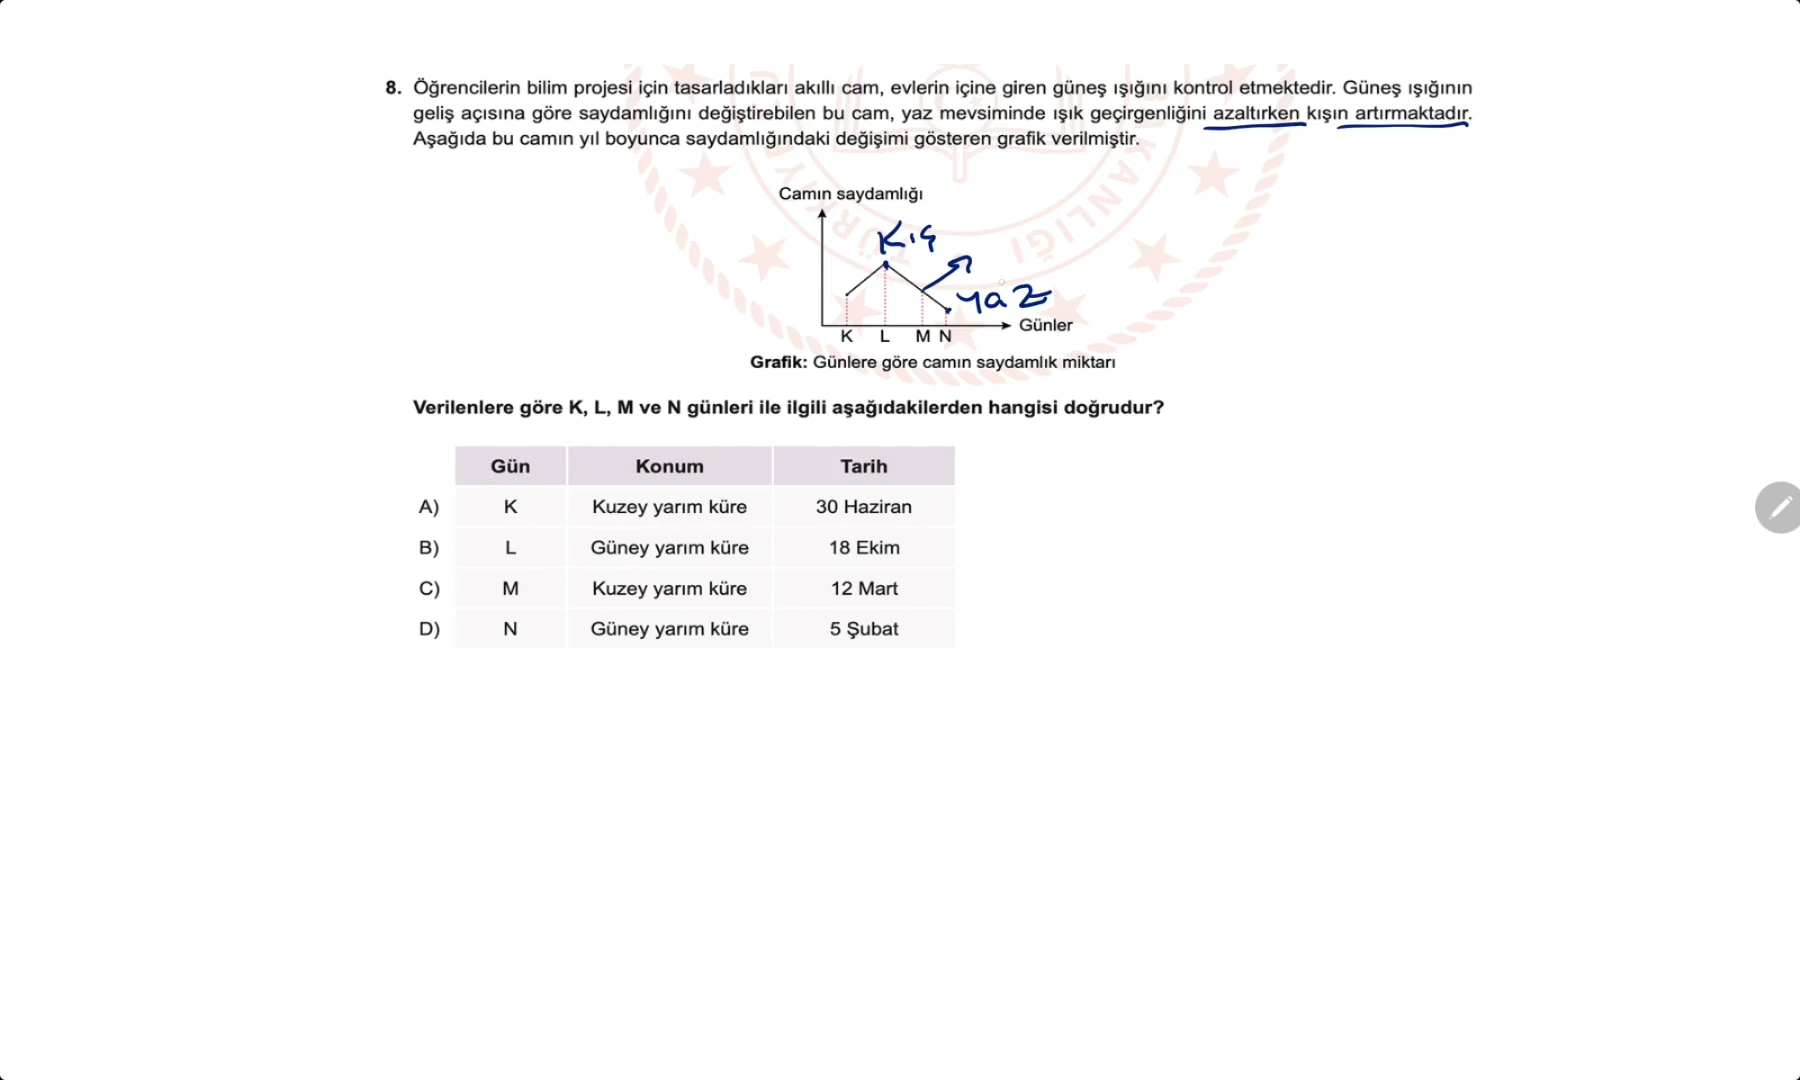 8. Öğrencilerin bilim projesi için tasarladıkları akıllı cam, evlerin içine giren güneş ışığını kontrol etmektedir. Güneş ışığının
geliş açısına göre saydamlığını değiştirebilen bu cam, yaz mevsiminde ışık geçirgenliğini azaltırken kışın artırmaktadır.
Aşağıda bu camın yıl boyunca saydamlığındaki değişimi gösteren grafik verilmiştir.
Camın saydamlığı
Kış
yaz
Günler
K L M N
Grafik: Günlere göre camın saydamlık miktarı
Verilenlere göre K, L, M ve N günleri ile ilgili aşağıdakilerden hangisi doğrudur?
Gün Konum Tarih
A) K Kuzey yarım küre 30 Haziran
B) L Güney yarım küre 18 Ekim
C) M Kuzey yarım küre 12 Mart
D) N Güney yarım küre 5 Şubat